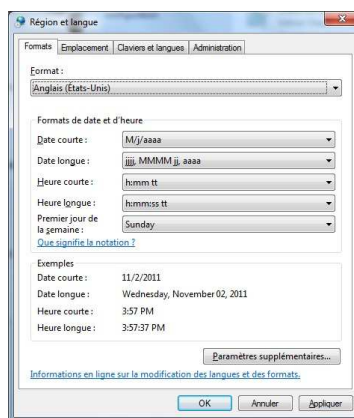 Région et langue
Formats Emplacement Claviers et langues Administration
Format :
Anglais (États-Unis)
Formats de date et d'heure
Date courte : M/j/aaaa
Date longue : jjjj, MMMM jj, aaaa
Heure courte : h:mm tt
Heure longue : h:mm:ss tt
Premier jour de la semaine : Sunday
Que signifie la notation ?
Exemples
Date courte : 11/2/2011
Date longue : Wednesday, November 02, 2011
Heure courte : 3:57 PM
Heure longue : 3:57:37 PM
Paramètres supplémentaires...
Informations en ligne sur la modification des langues et des formats.
OK Annuler Appliquer